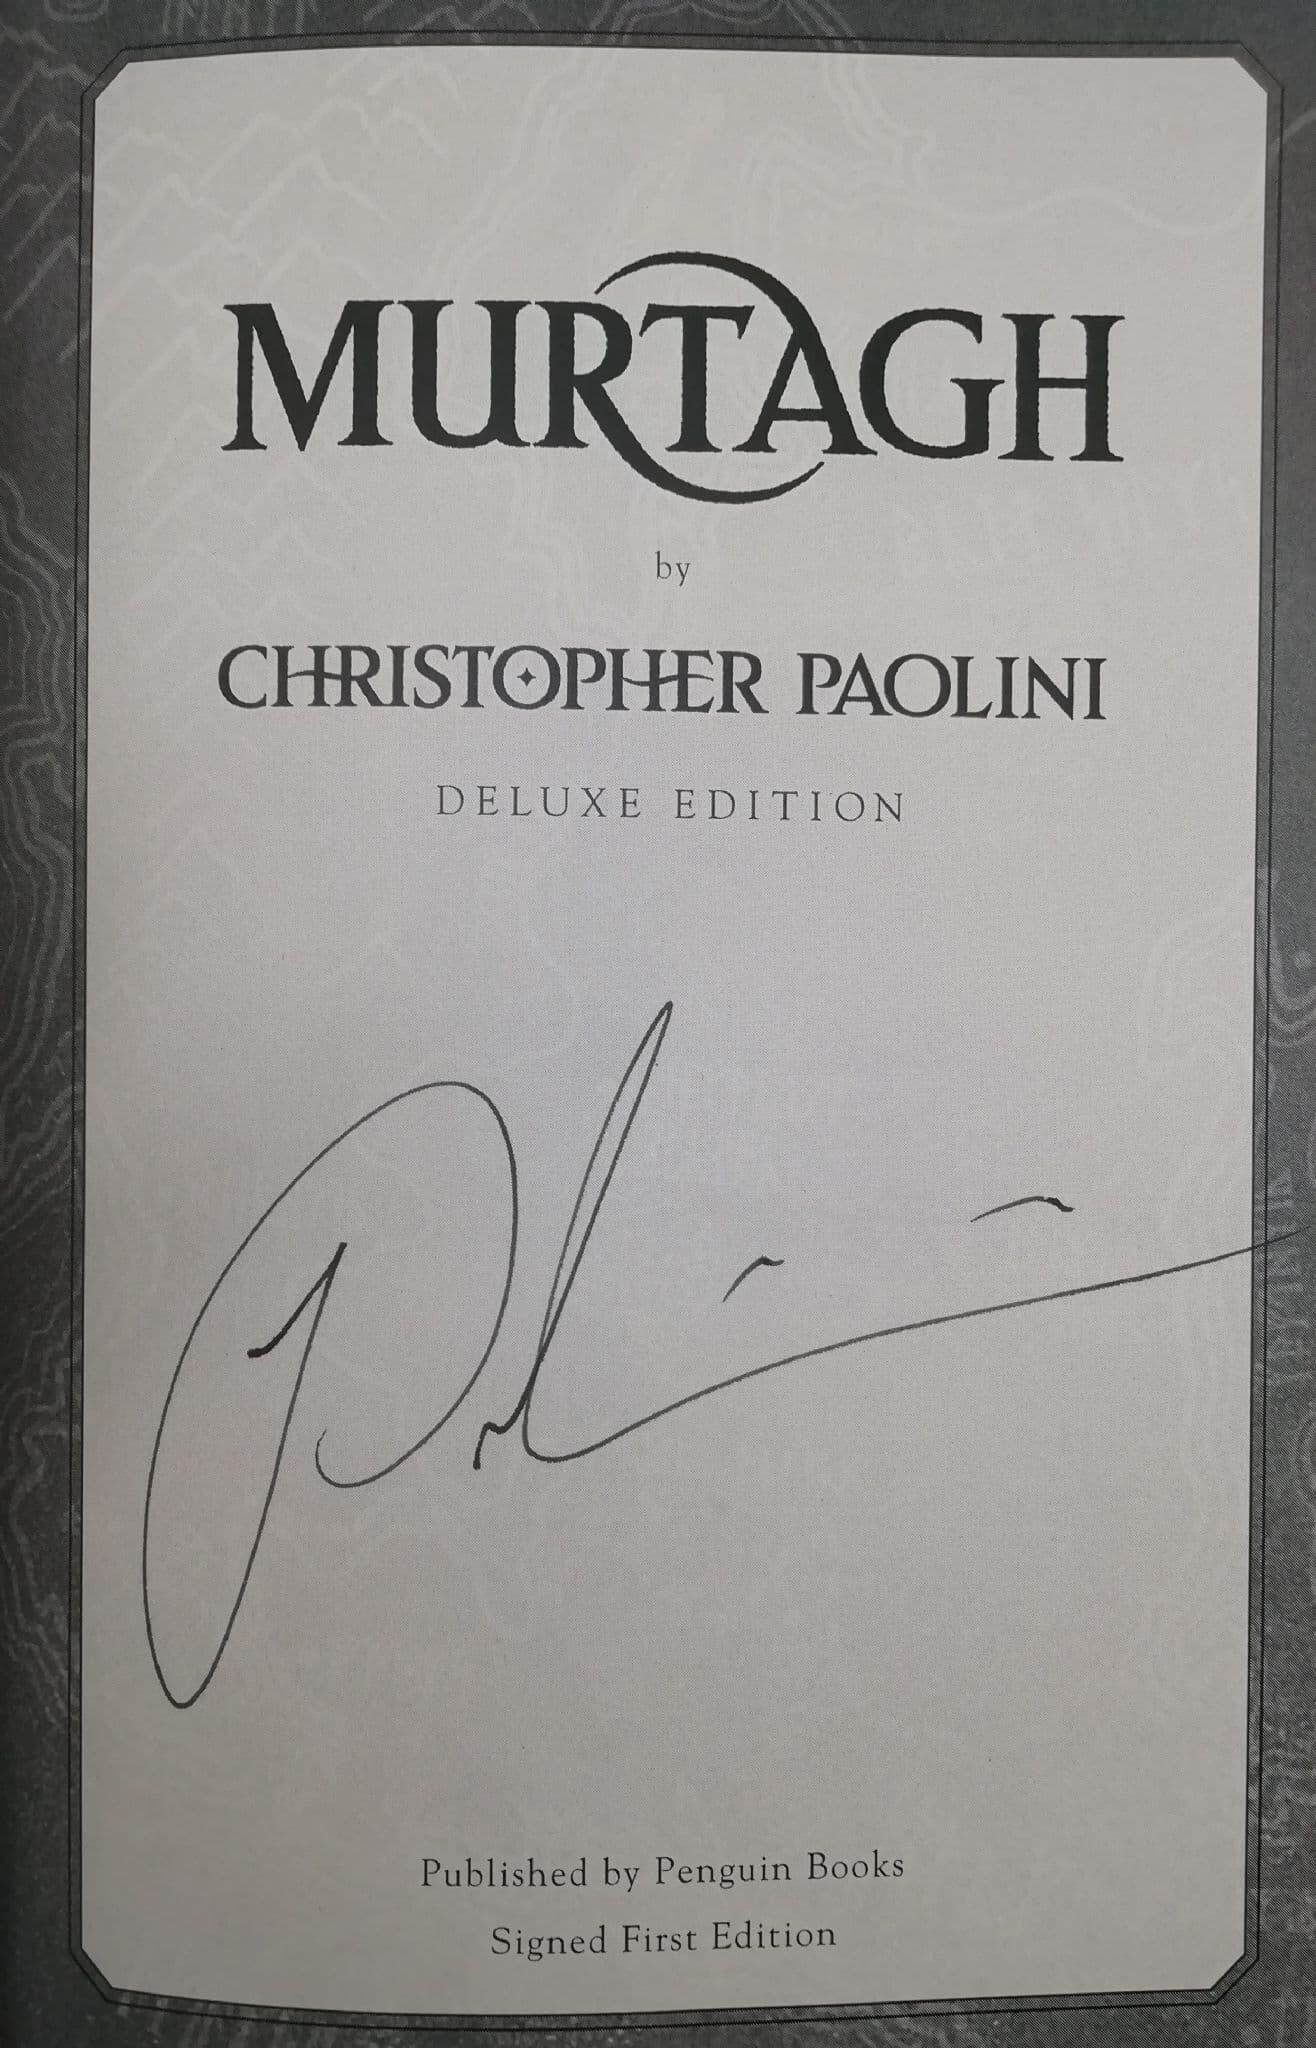 MURTAGH
by
CHRISTOPHER PAOLINI
DELUXE EDITION
Published by Penguin Books
Signed First Edition